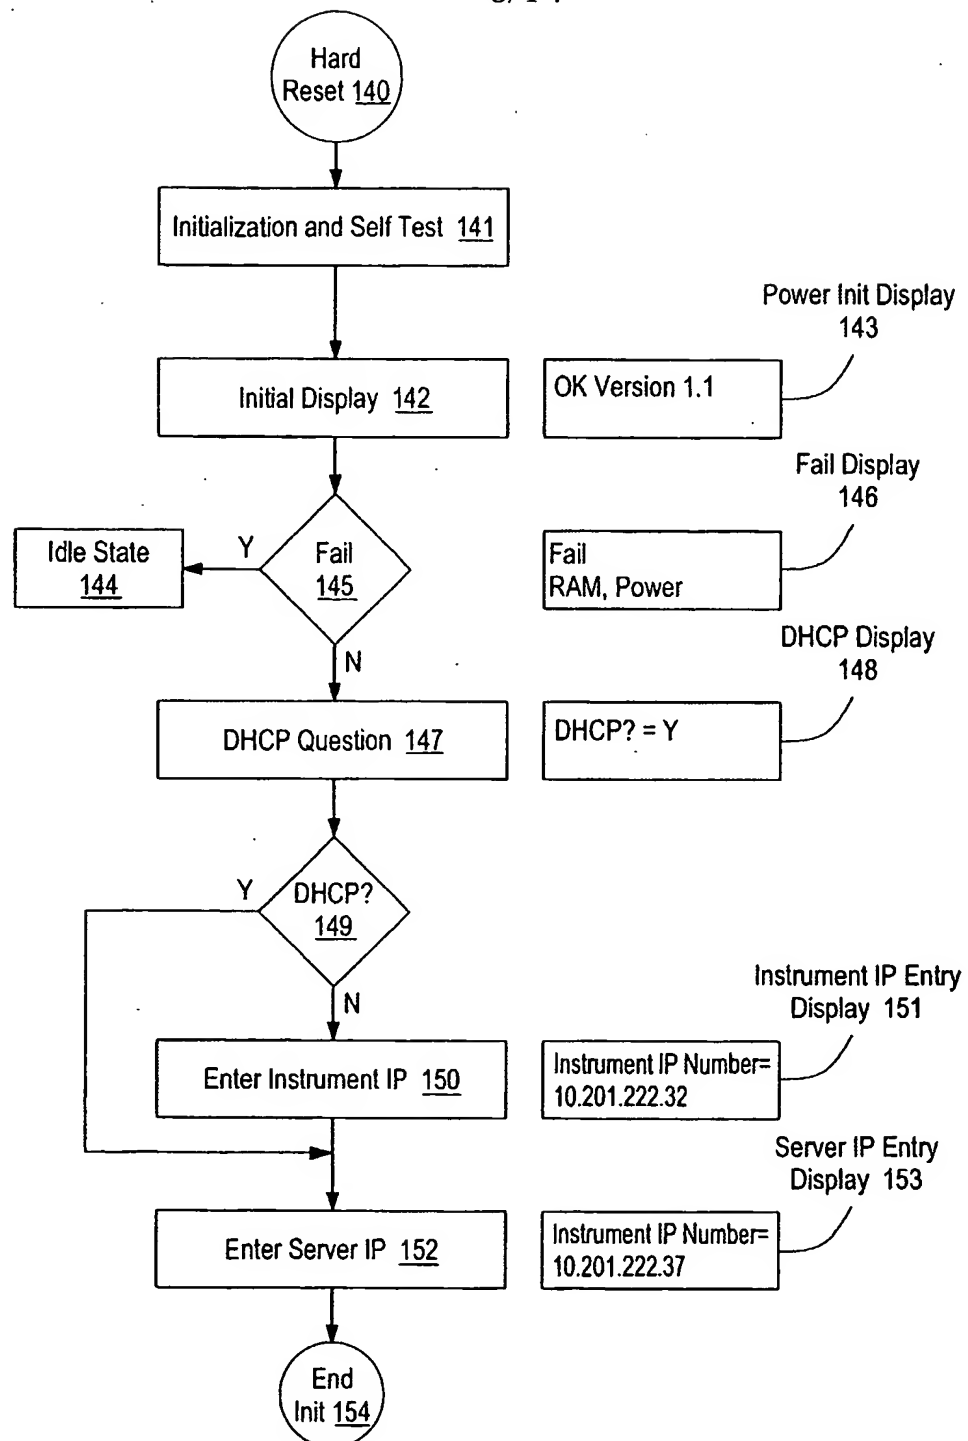 Hard
Reset 140
Initialization and Self Test 141
Power Init Display
143
Initial Display 142
OK Version 1.1
Fail Display
146
Idle State
144
Y
Fail
145
Fail
RAM, Power
N
DHCP Display
148
DHCP Question 147
DHCP? = Y
Y
DHCP?
149
N
Instrument IP Entry
Display 151
Enter Instrument IP 150
Instrument IP Number=
10.201.222.32
Server IP Entry
Display 153
Enter Server IP 152
Instrument IP Number=
10.201.222.37
End
Init 154